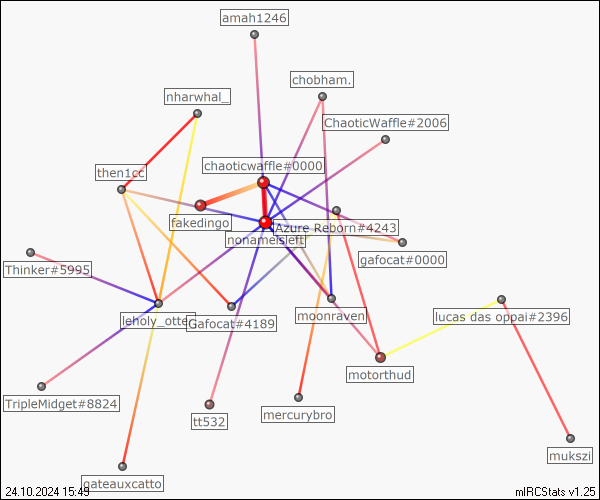 amah1246
chobham.
nharwhal_
ChaoticWaffle#2006
then1cc
chaoticwaffle#0000
fakedingo
Azure Reborn#4243
nonameisleft
gafocat#0000
Thinker#5995
leholy_otter
Gafocat#4189
moonraven
lucas das oppai#2396
motorthud
TripleMidget#8824
tt532
mercurybro
mukszi
gateauxcatto
24.10.2024 15:49
mIRCStats v1.25